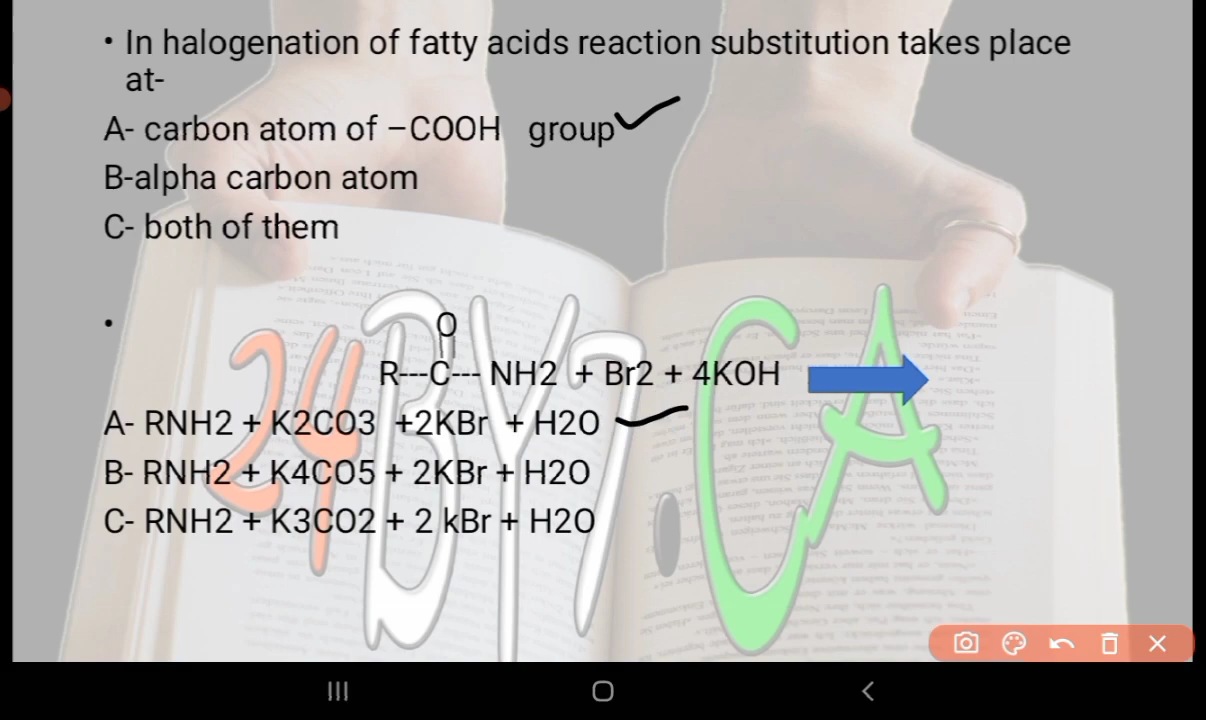 • In halogenation of fatty acids reaction substitution takes place
at-
A- carbon atom of –COOH group
B-alpha carbon atom
C- both of them
•
O
||
R---C--- NH2 + Br2 + 4KOH
A- RNH2 + K2CO3 +2KBr + H2O
B- RNH2 + K4CO5 + 2KBr + H2O
C- RNH2 + K3CO2 + 2 kBr + H2O
24BY7.CA